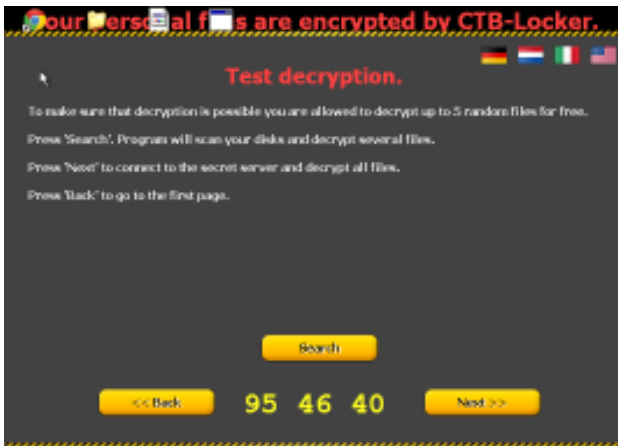 Your Personal files are encrypted by CTB-Locker.
Test decryption.
To make sure that decryption is possible you are allowed to decrypt up to 5 random files for free.
Press 'Search'. Program will scan your disks and decrypt several files.
Press 'Next' to connect to the secret server and decrypt all files.
Press 'Back' to go to the first page.
Search
<< Back 95 46 40 Next >>